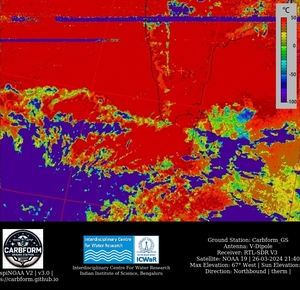 °C
50
0
-100
CARBFORM
Interdisciplinary Centre
For Water Research
ICWaR
Interdisciplinary Centre For Water Research
Indian Institute of Science, Bengaluru
spiNOAA V2 | v3.0 |
s://carbform.github.io
Ground Station: Carbform_GS
Antenna: V-Dipole
Receiver: RTL-SDR V3
Satellite: NOAA 19 | 26-03-2024 21:40
Max Elevation: 67° West | Sun Elevation:
Direction: Northbound | therm |